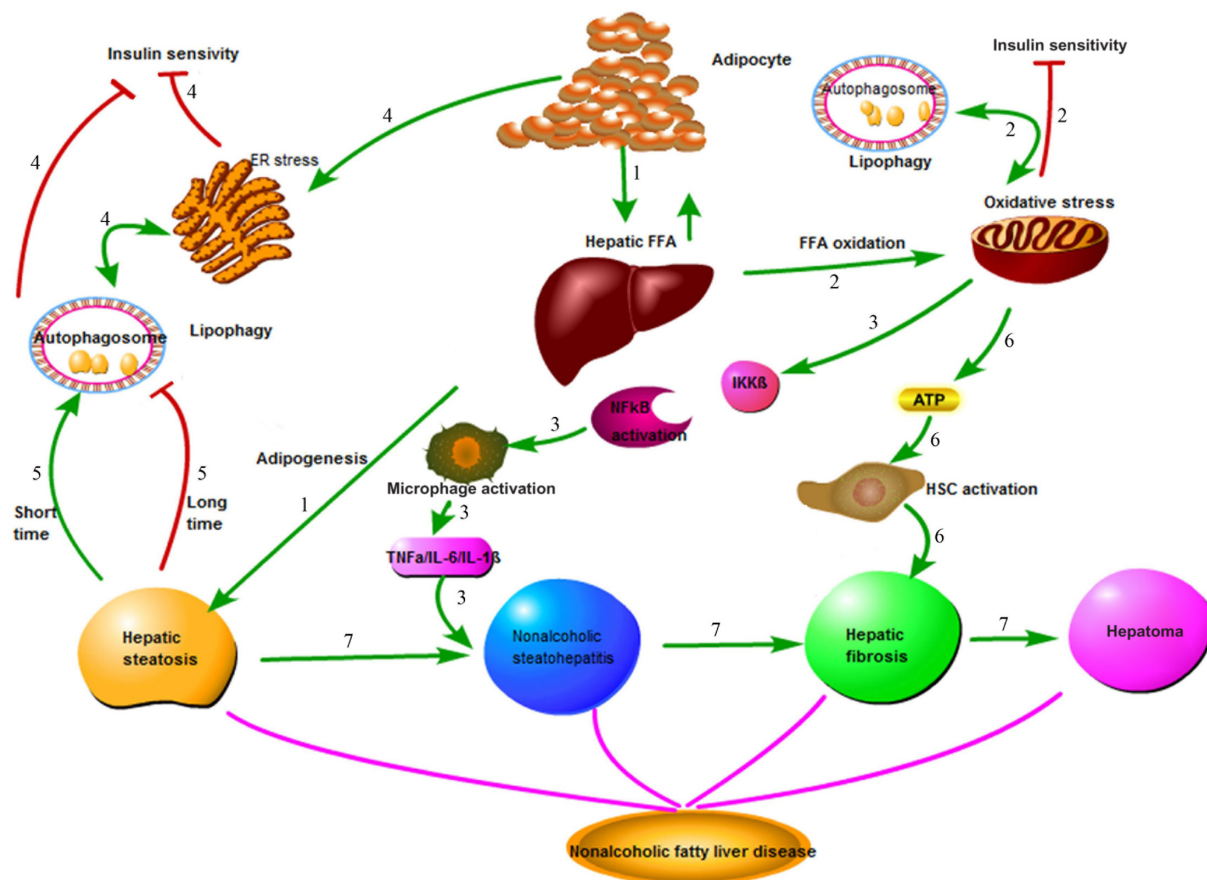 Insulin sensivity
Adipocyte
Insulin sensitivity
4
4
Autophagosome
2
2
Lipophagy
4
ER stress
1
Oxidative stress
4
Hepatic FFA
FFA oxidation
2
3
6
Autophagosome
Lipophagy
IKKß
ATP
NFkB
activation
3
6
5
5
Adipogenesis
Microphage activation
HSC activation
Short
time
Long
time
1
3
6
TNFa/IL-6/IL-1ß
3
Hepatic
steatosis
7
Nonalcoholic
steatohepatitis
7
Hepatic
fibrosis
7
Hepatoma
Nonalcoholic fatty liver disease